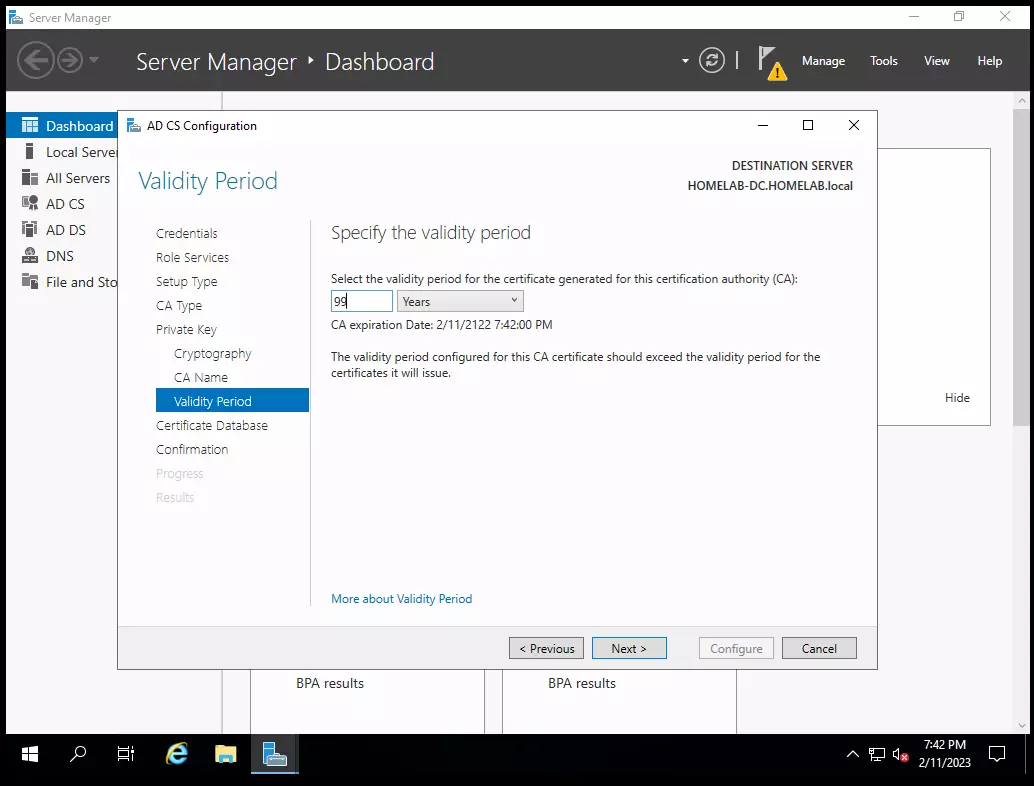 Server Manager
Server Manager Dashboard
Manage Tools View Help
Dashboard
Local Server
All Servers
AD CS
AD DS
DNS
File and Sto
AD CS Configuration
Validity Period
DESTINATION SERVER
HOMELAB-DC.HOMELAB.local
Credentials
Role Services
Setup Type
CA Type
Private Key
Cryptography
CA Name
Validity Period
Certificate Database
Confirmation
Progress
Results
Specify the validity period
Select the validity period for the certificate generated for this certification authority (CA):
99 Years
CA expiration Date: 2/11/2122 7:42:00 PM
The validity period configured for this CA certificate should exceed the validity period for the
certificates it will issue.
More about Validity Period
< Previous Next > Configure Cancel
Hide
BPA results BPA results
7:42 PM
2/11/2023